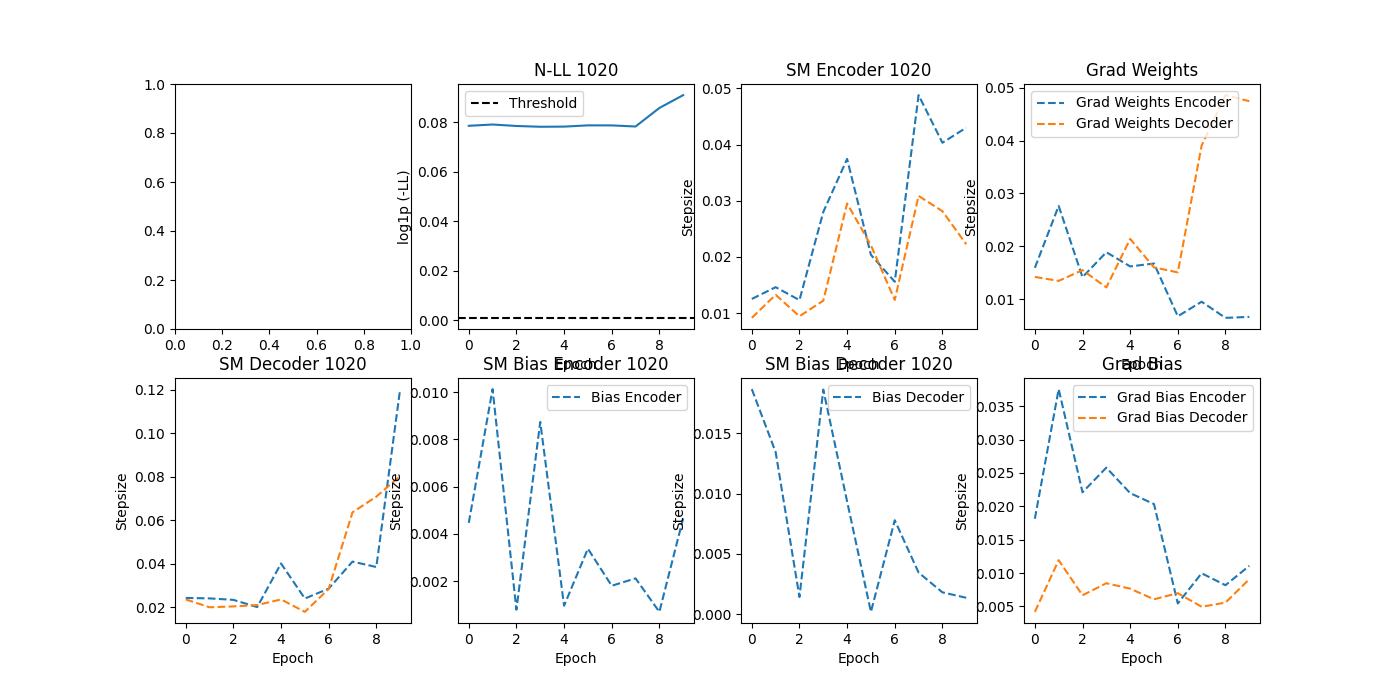 N-LL 1020
SM Encoder 1020
Grad Weights
1.0
0.8
0.6
0.4
0.2
0.0
0.0 0.2 0.4 0.6 0.8 1.0
log1p (-LL)
0.08
0.06
0.04
0.02
0.00
Threshold
0 2 4 6 8
Epoch
Stepsize
0.05
0.04
0.03
0.02
0.01
0 2 4 6 8
Epoch
Stepsize
0.05
0.04
0.03
0.02
0.01
Grad Weights Encoder
Grad Weights Decoder
0 2 4 6 8
Epoch
SM Decoder 1020
SM Bias Encoder 1020
SM Bias Decoder 1020
Grad Bias
Stepsize
0.12
0.10
0.08
0.06
0.04
0.02
0 2 4 6 8
Epoch
Stepsize
0.010
0.008
0.006
0.004
0.002
Bias Encoder
0 2 4 6 8
Epoch
Stepsize
0.015
0.010
0.005
0.000
Bias Decoder
0 2 4 6 8
Epoch
Stepsize
0.035
0.030
0.025
0.020
0.015
0.010
0.005
Grad Bias Encoder
Grad Bias Decoder
0 2 4 6 8
Epoch